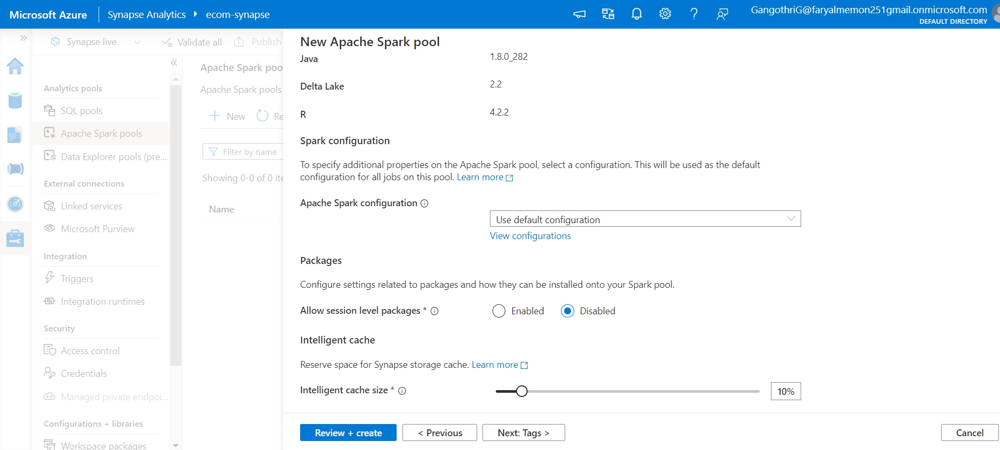 Microsoft Azure
Synapse Analytics
ecom-synapse
GangothriG@faryalmemon251gmail.onmicrosoft.com
DEFAULT DIRECTORY
Synapse live
Validate all
Publish
Analytics pools
SQL pools
Apache Spark pools
Data Explorer pools (pre...
External connections
Linked services
Microsoft Purview
Integration
Triggers
Integration runtimes
Security
Access control
Credentials
Managed private endpoi...
Configurations + libraries
Workspace packages
Apache Spark poo
Apache Spark pools
New
Re
Filter by name
Showing 0-0 of 0 ite
Name
New Apache Spark pool
Java 1.8.0_282
Delta Lake 2.2
R 4.2.2
Spark configuration
To specify additional properties on the Apache Spark pool, select a configuration. This will be used as the default
configuration for all jobs on this pool. Learn more
Apache Spark configuration
Use default configuration
View configurations
Packages
Configure settings related to packages and how they can be installed onto your Spark pool.
Allow session level packages * Enabled Disabled
Intelligent cache
Reserve space for Synapse storage cache. Learn more
Intelligent cache size * 10%
Review + create
< Previous
Next: Tags >
Cancel